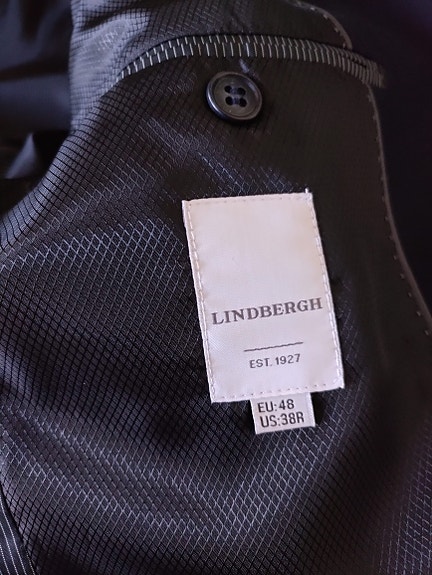 LINDBERGH
EST. 1927
EU:48
US:38R